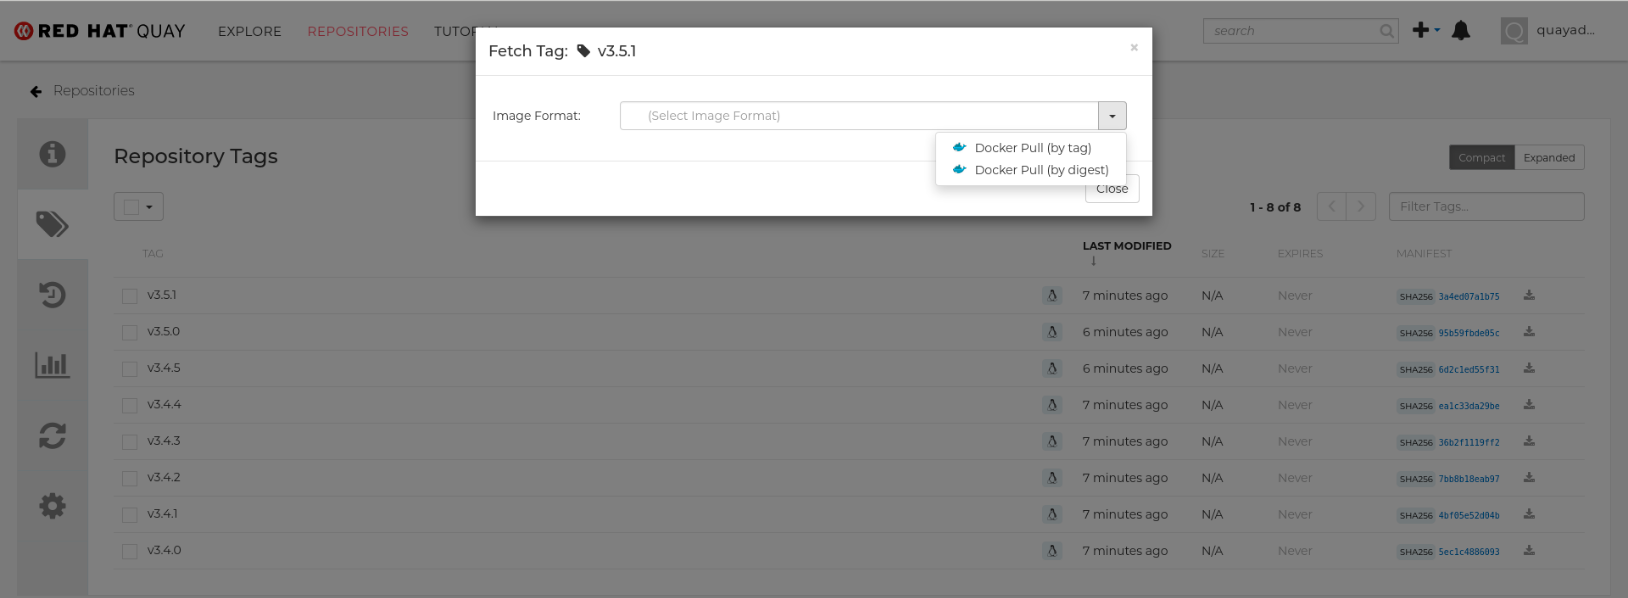 RED HAT® QUAY EXPLORE REPOSITORIES TUTOR search quayad...
Fetch Tag: v3.5.1 ×
Repositories
Image Format: (Select Image Format)
Docker Pull (by tag)
Docker Pull (by digest)
Close
Repository Tags Compact Expanded
1 - 8 of 8 Filter Tags...
TAG LAST MODIFIED ↓ SIZE EXPIRES MANIFEST
v3.5.1 7 minutes ago N/A Never SHA256 3a4ed07a1b75
v3.5.0 6 minutes ago N/A Never SHA256 95b59fbde05c
v3.4.5 6 minutes ago N/A Never SHA256 6d2c1ed55f31
v3.4.4 7 minutes ago N/A Never SHA256 ea1c33da29be
v3.4.3 7 minutes ago N/A Never SHA256 36b2f1119ff2
v3.4.2 7 minutes ago N/A Never SHA256 7bb8b18eab97
v3.4.1 7 minutes ago N/A Never SHA256 4bf05e52d04b
v3.4.0 7 minutes ago N/A Never SHA256 5ec1c4886093